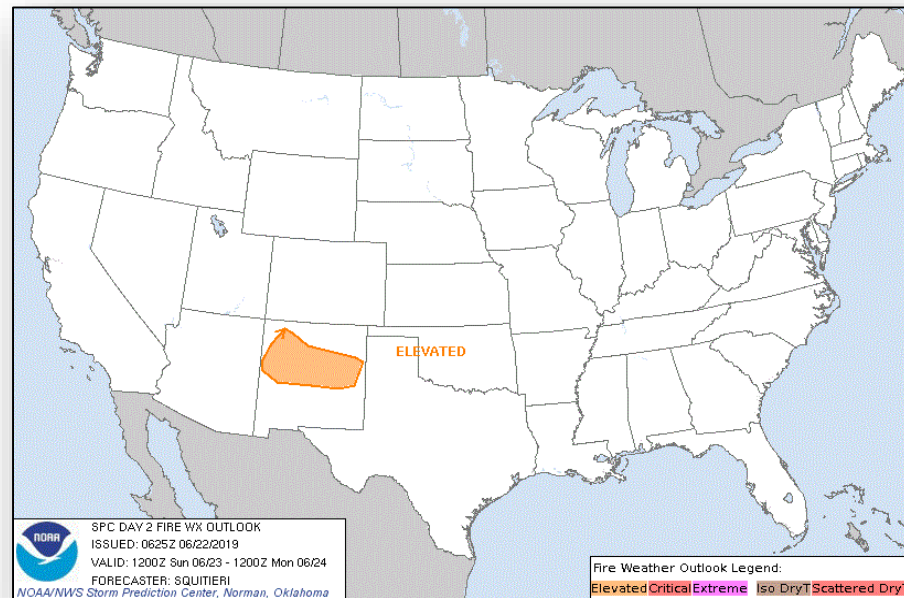 ELEVATED
NOAA
SPC DAY 2 FIRE WX OUTLOOK
ISSUED: 0625Z 06/22/2019
VALID: 1200Z Sun 06/23 - 1200Z Mon 06/24
FORECASTER: SQUITIERI
NOAA/NWS Storm Prediction Center, Norman, Oklahoma
Fire Weather Outlook Legend:
Elevated Critical Extreme Iso DryT Scattered DryT